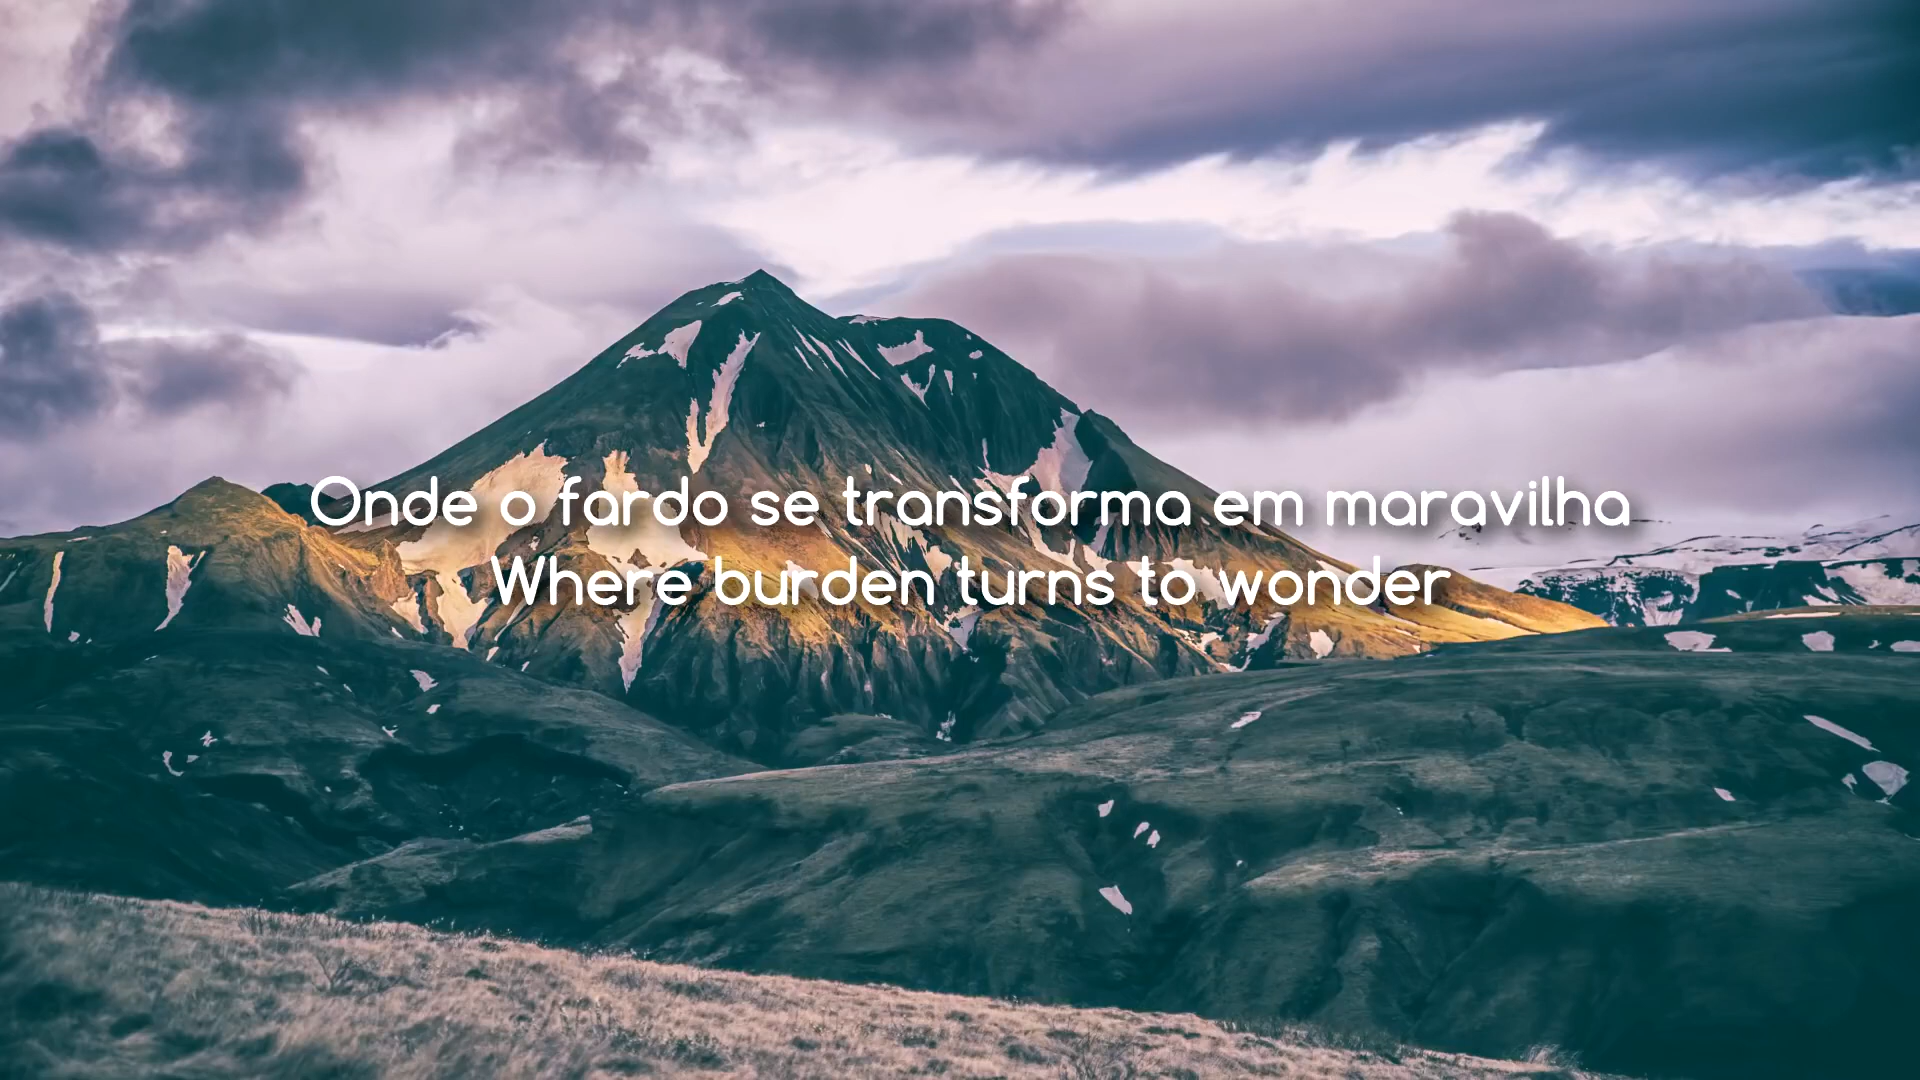 Onde o fardo se transforma em maravilha
Where burden turns to wonder